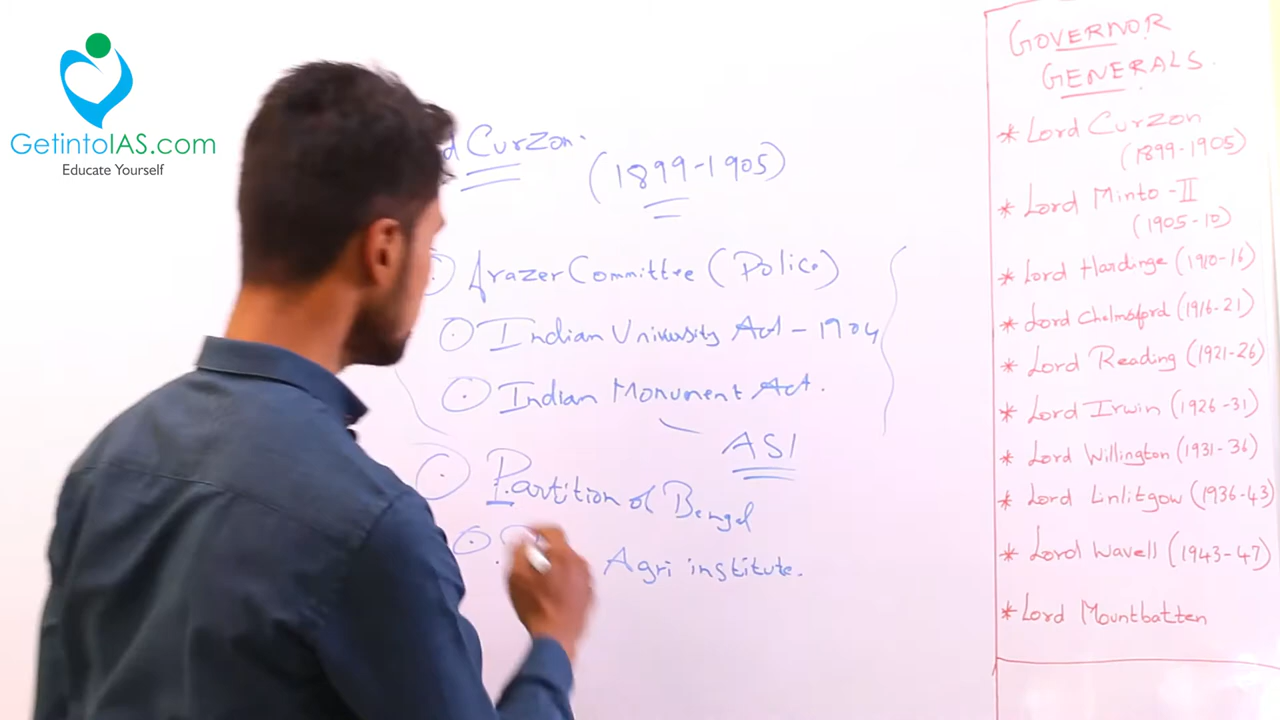 GetintoIAS.com
Educate Yourself
Curzon.
(1899-1905)
Frazer Committee (Police)
Indian University Act - 1904
Indian Monument Act.
ASI
Partition of Bengal
Agri institute.
GOVERNOR
GENERALS.
* Lord Curzon
(1899-1905)
* Lord Minto-II
(1905-10)
* Lord Hardinge (1910-16)
* Lord Chelmsford (1916-21)
* Lord Reading (1921-26)
* Lord Irwin (1926-31)
* Lord Willington (1931-36)
* Lord Linlitgow (1936-43)
* Lord Wavell (1943-47)
* Lord Mountbatten